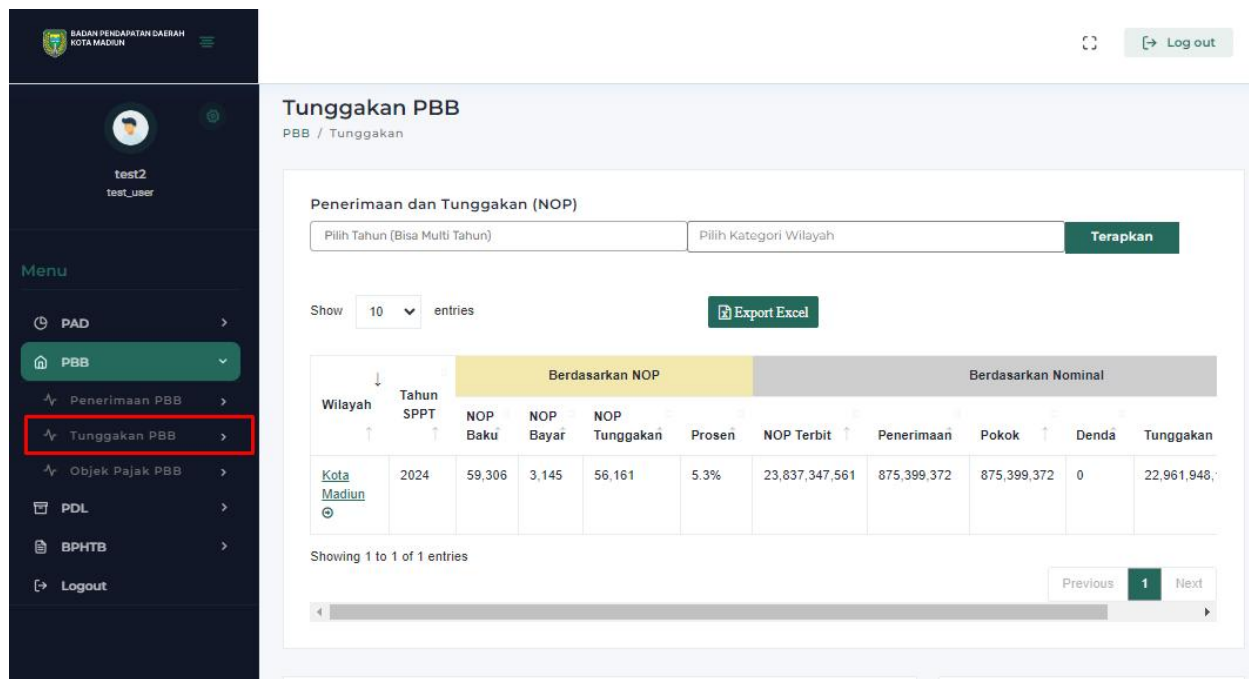 BADAN PENDAPATAN DAERAH
KOTA MADIUN
Log out
test2
test_user
Menu
PAD
PBB
Penerimaan PBB
Tunggakan PBB
Objek Pajak PBB
PDL
BPHTB
Logout
Tunggakan PBB
PBB / Tunggakan
Penerimaan dan Tunggakan (NOP)
Pilih Tahun (Bisa Multi Tahun) Pilih Kategori Wilayah Terapkan
Show 10 entries Export Excel
Wilayah Tahun SPPT Berdasarkan NOP Berdasarkan Nominal
NOP Baku NOP Bayar NOP Tunggakan Prosen NOP Terbit Penerimaan Pokok Denda Tunggakan
Kota Madiun 2024 59,306 3,145 56,161 5.3% 23,837,347,561 875,399,372 875,399,372 0 22,961,948,
Showing 1 to 1 of 1 entries
Previous 1 Next